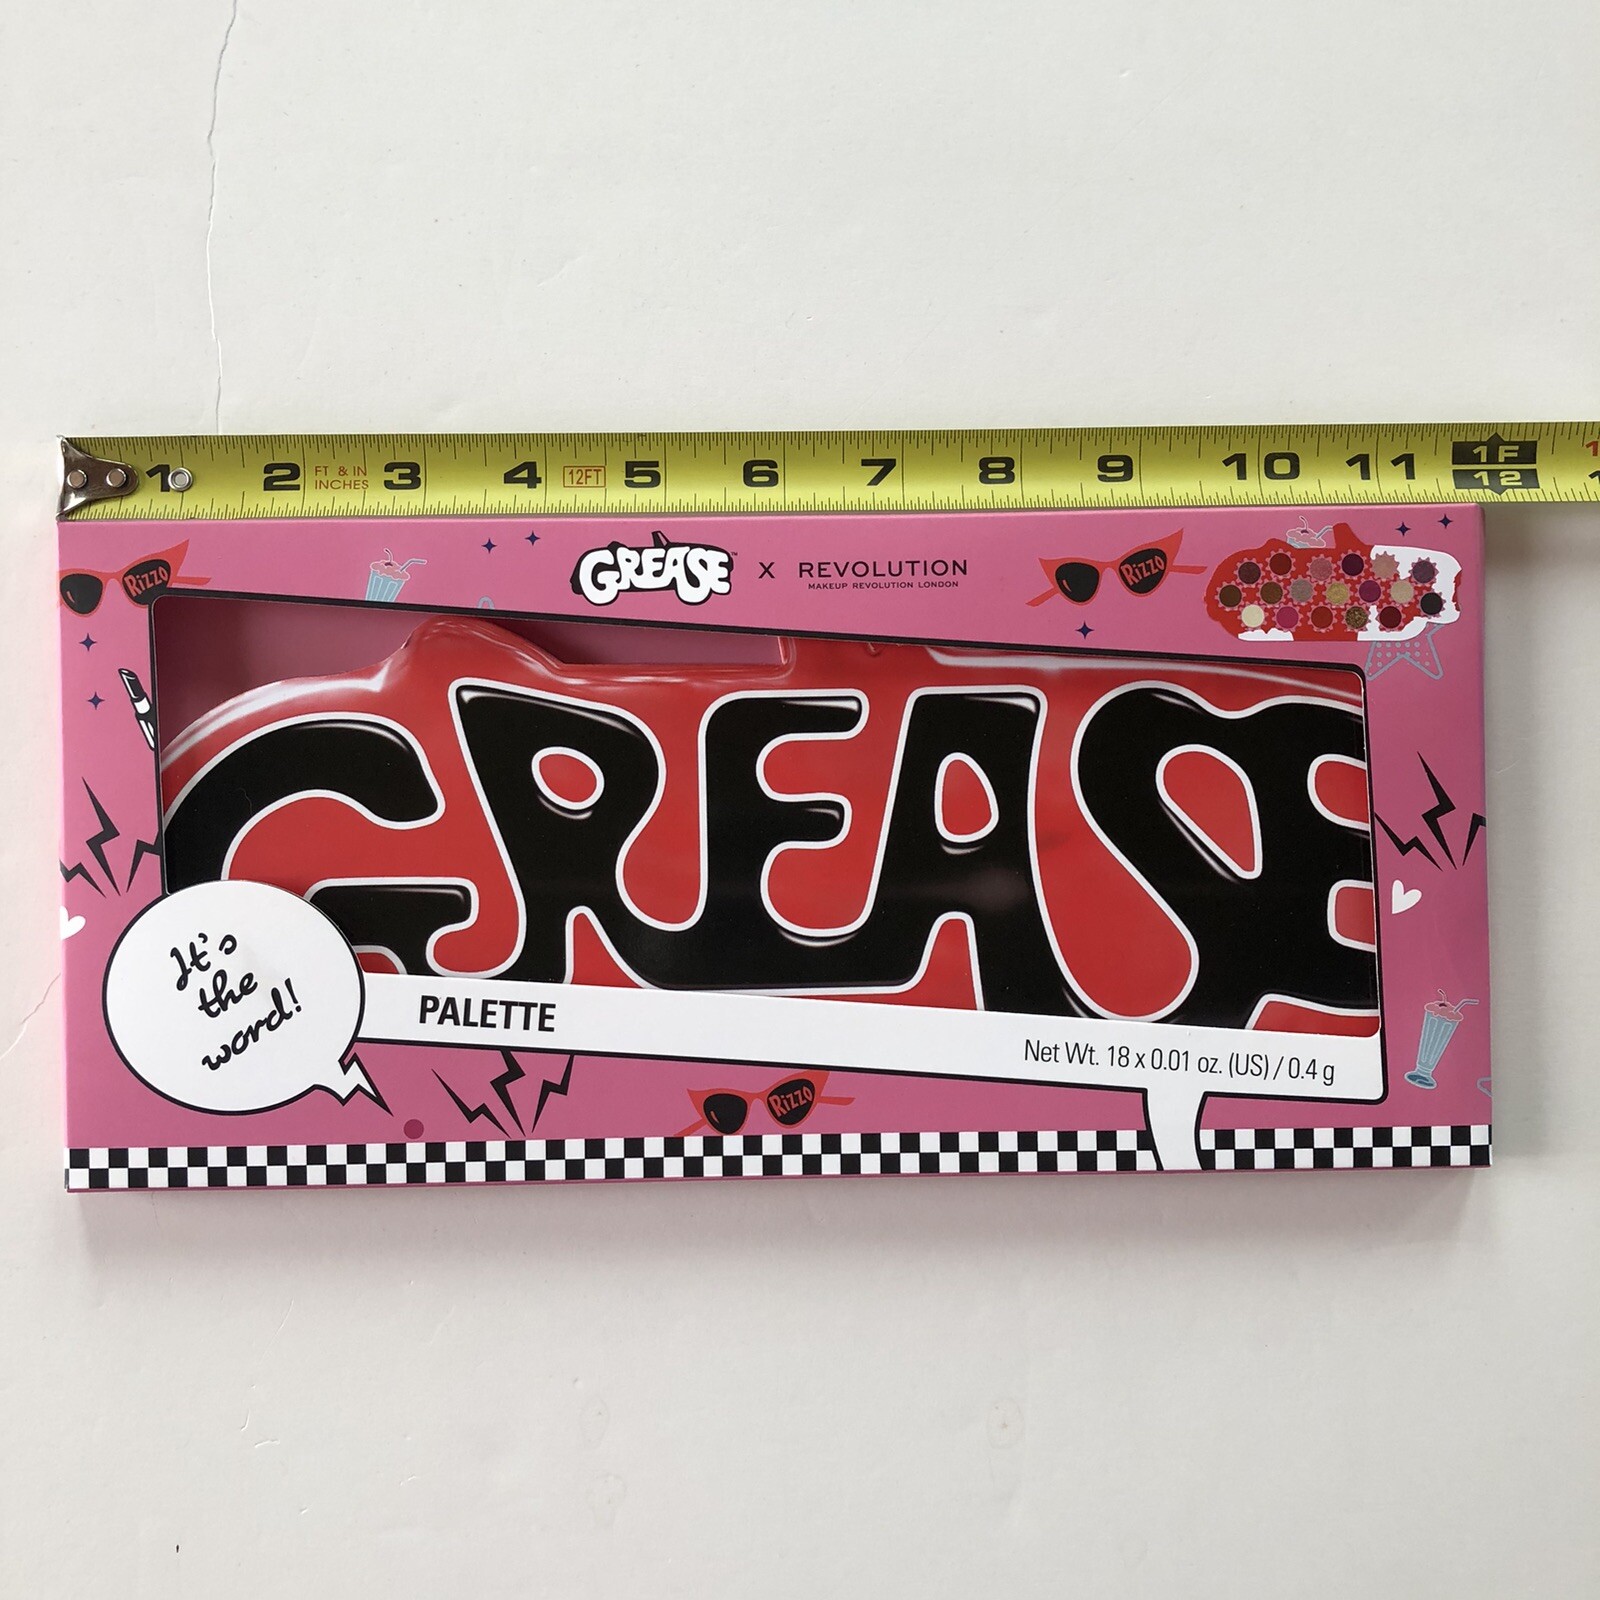 1 2 FT & IN INCHES 3 4 12FT 5 6 7 8 9 10 11 1F 12
GREASE™ X REVOLUTION
MAKEUP REVOLUTION LONDON
Rizzo
Rizzo
GREASE
It's
the
word!
PALETTE
Net Wt. 18 x 0.01 oz. (US) / 0.4 g
Rizzo